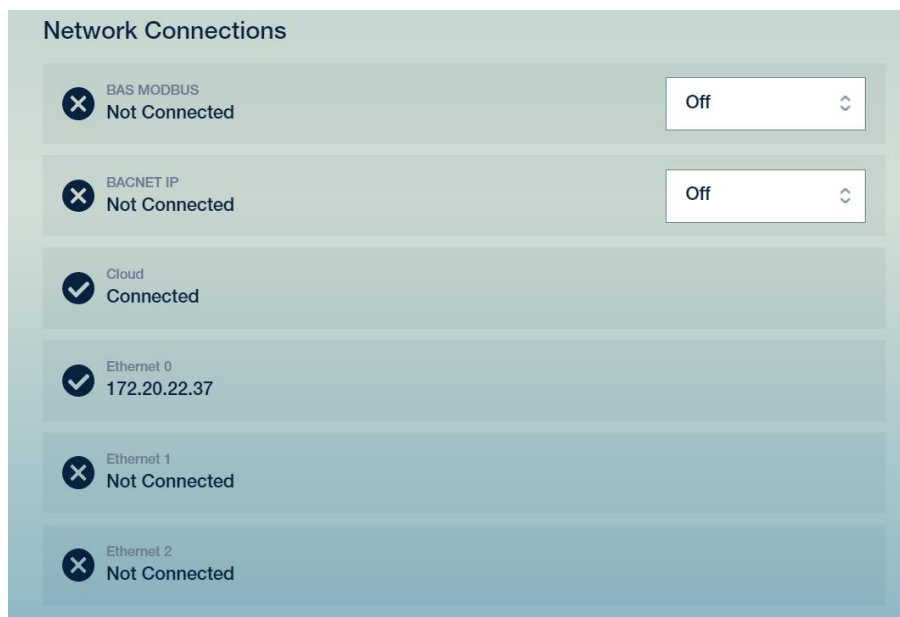 Network Connections
BAS MODBUS
Not Connected
Off
BACNET IP
Not Connected
Off
Cloud
Connected
Ethernet 0
172.20.22.37
Ethernet 1
Not Connected
Ethernet 2
Not Connected